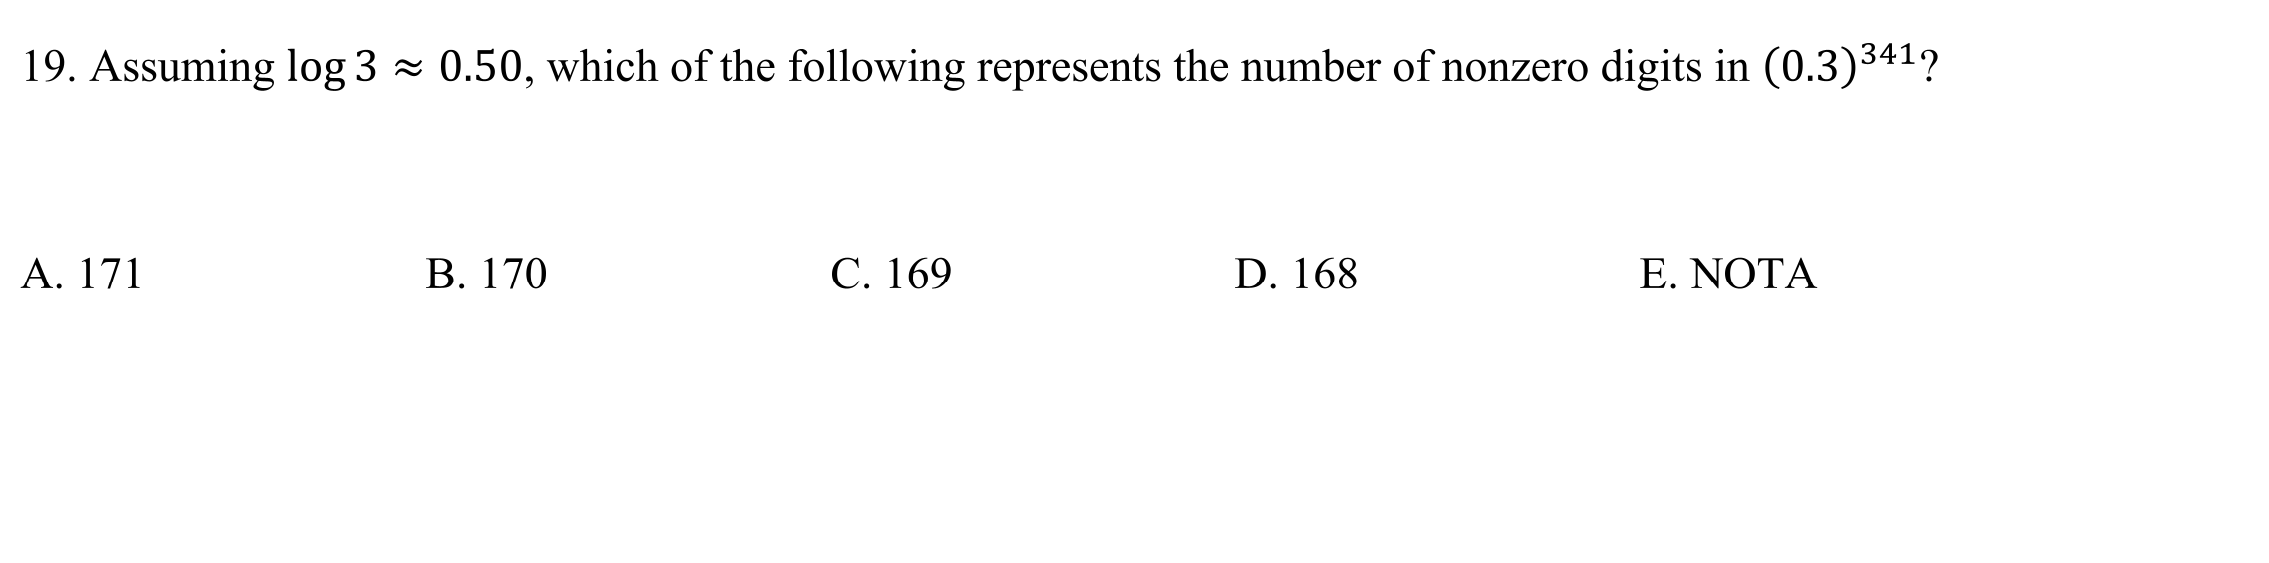 19. Assuming log 3 ≈ 0.50, which of the following represents the number of nonzero digits in (0.3)³⁴¹?
A. 171 B. 170 C. 169 D. 168 E. NOTA